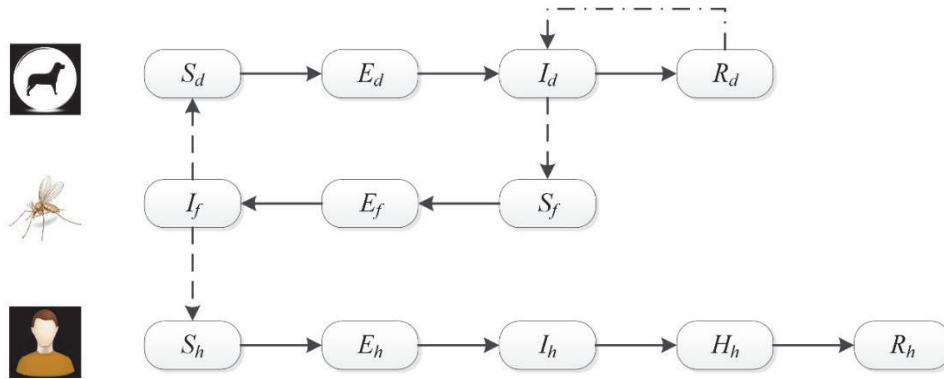 S_d E_d I_d R_d
I_f E_f S_f
S_h E_h I_h H_h R_h